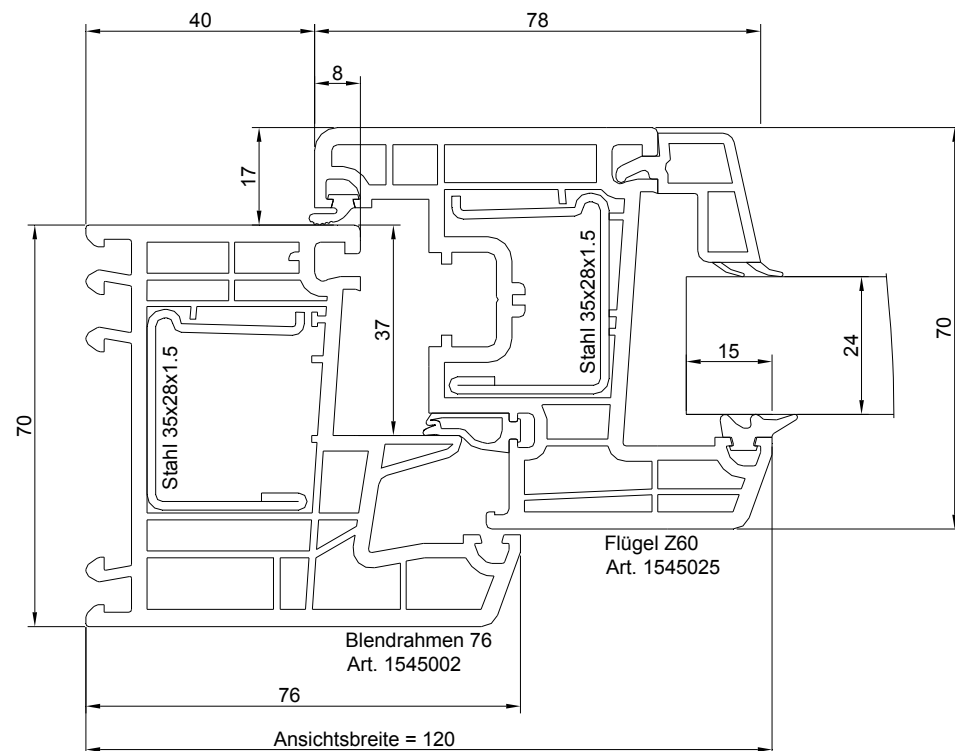 40
78
8
17
70
37
Stahl 35x28x1.5
Stahl 35x28x1.5
15
24
70
Flügel Z60
Art. 1545025
Blendrahmen 76
Art. 1545002
76
Ansichtsbreite = 120